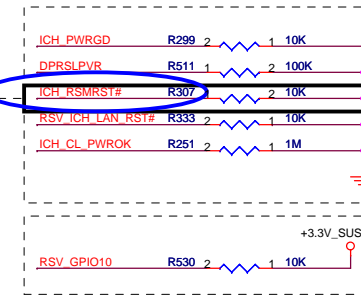 ICH_PWRGD R299 2 1 10K
DPRSLPVR R511 1 2 100K
ICH_RSMRST# R307 2 10K
RSV_ICH_LAN_RST# R333 2 1 10K
ICH_CL_PWROK R251 2 1 1M
+3.3V_SUS
RSV_GPIO10 R530 2 1 10K